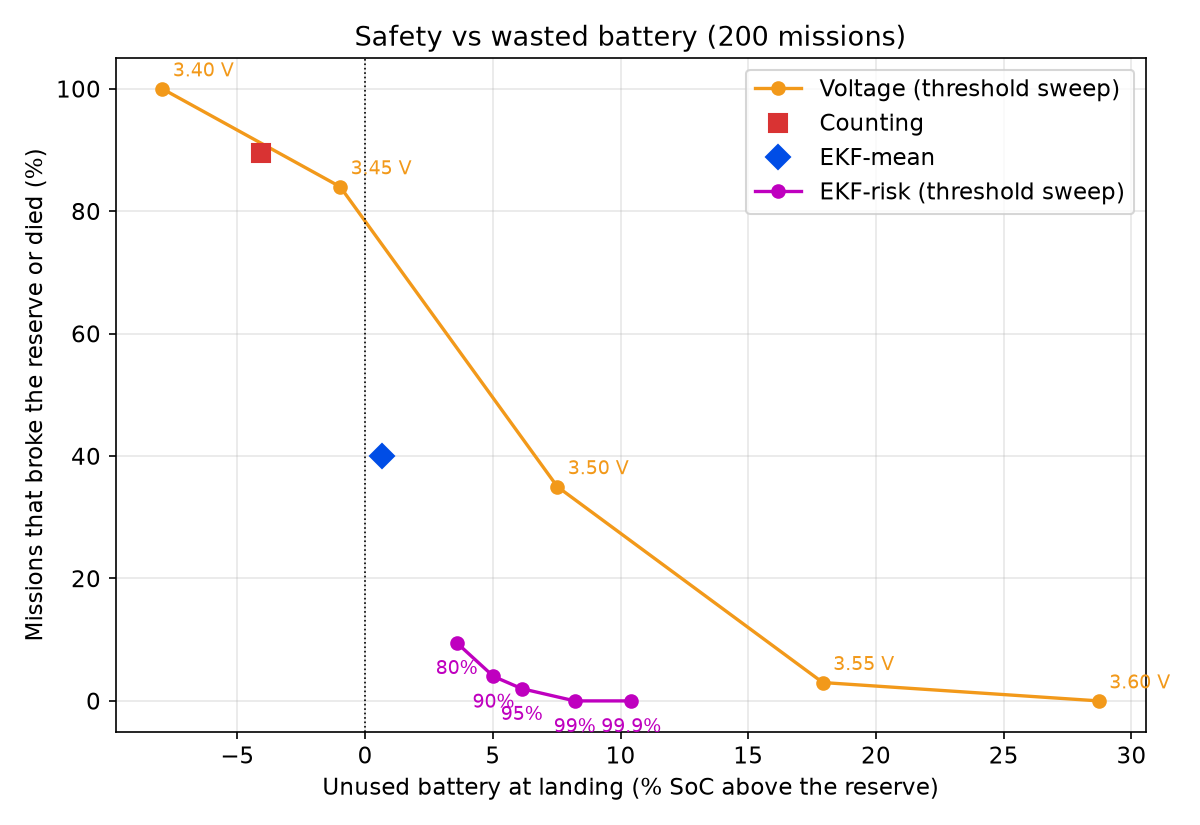 Safety vs wasted battery (200 missions)
Missions that broke the reserve or died (%)
100
80
60
40
20
0
3.40 V
3.45 V
3.50 V
3.55 V
3.60 V
80%
90%
95%
99%
99.9%
Voltage (threshold sweep)
Counting
EKF-mean
EKF-risk (threshold sweep)
−5
0
5
10
15
20
25
30
Unused battery at landing (% SoC above the reserve)